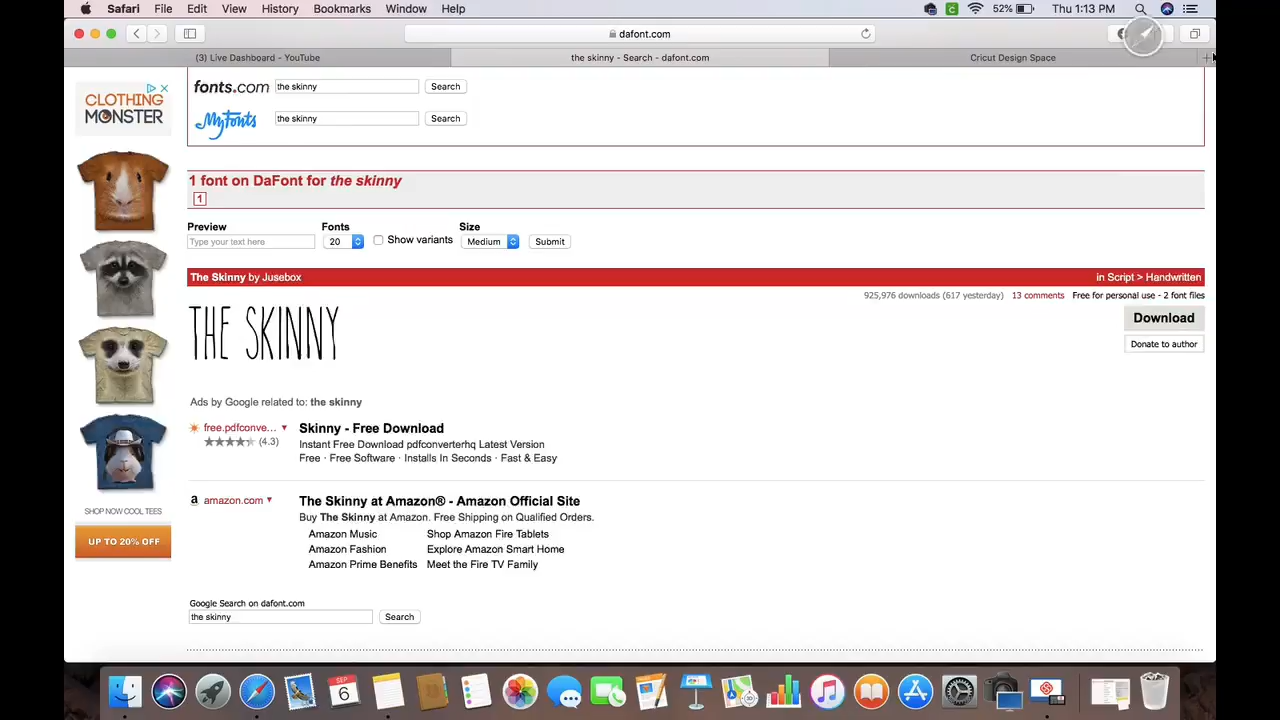 Safari File Edit View History Bookmarks Window Help 52% Thu 1:13 PM
dafont.com
(3) Live Dashboard - YouTube the skinny - Search - dafont.com Cricut Design Space
fonts.com the skinny Search
MyFonts the skinny Search
CLOTHING
MONSTER
1 font on DaFont for the skinny
1
Preview Fonts Size
Type your text here 20 Show variants Medium Submit
The Skinny by Jusebox in Script > Handwritten
925,976 downloads (617 yesterday) 13 comments Free for personal use - 2 font files
THE SKINNY
Download
Donate to author
Ads by Google related to: the skinny
free.pdfconve... Skinny - Free Download
(4.3) Instant Free Download pdfconverterhq Latest Version
Free · Free Software · Installs In Seconds · Fast & Easy
amazon.com The Skinny at Amazon® - Amazon Official Site
Buy The Skinny at Amazon. Free Shipping on Qualified Orders.
Amazon Music Shop Amazon Fire Tablets
Amazon Fashion Explore Amazon Smart Home
Amazon Prime Benefits Meet the Fire TV Family
SHOP NOW COOL TEES
UP TO 20% OFF
Google Search on dafont.com
the skinny Search
SEP
6